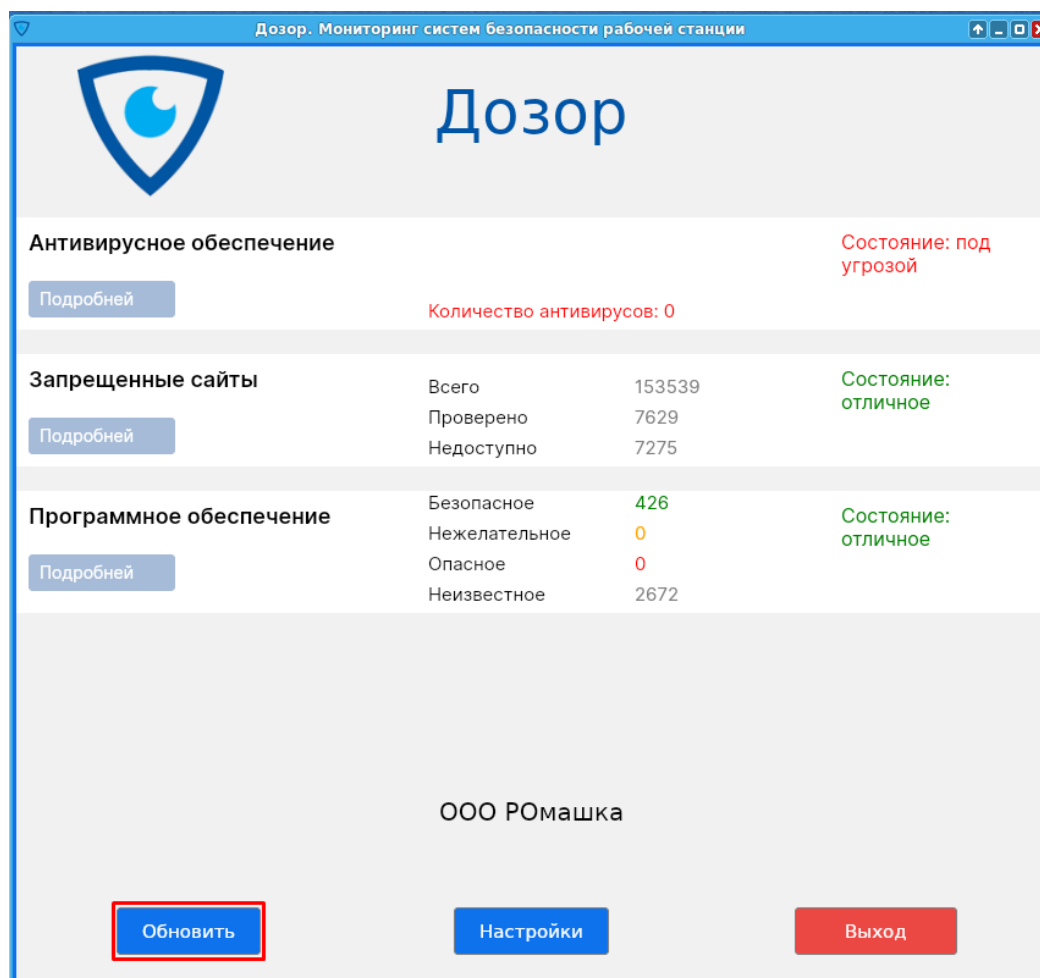 Дозор. Мониторинг систем безопасности рабочей станции
Дозор
Антивирусное обеспечение
Состояние: под
угрозой
Подробней
Количество антивирусов: 0
Запрещенные сайты
Состояние:
отличное
Всего 153539
Проверено 7629
Подробней
Недоступно 7275
Безопасное 426
Программное обеспечение
Состояние:
отличное
Нежелательное 0
Опасное 0
Подробней
Неизвестное 2672
ООО РОмашка
Обновить Настройки Выход